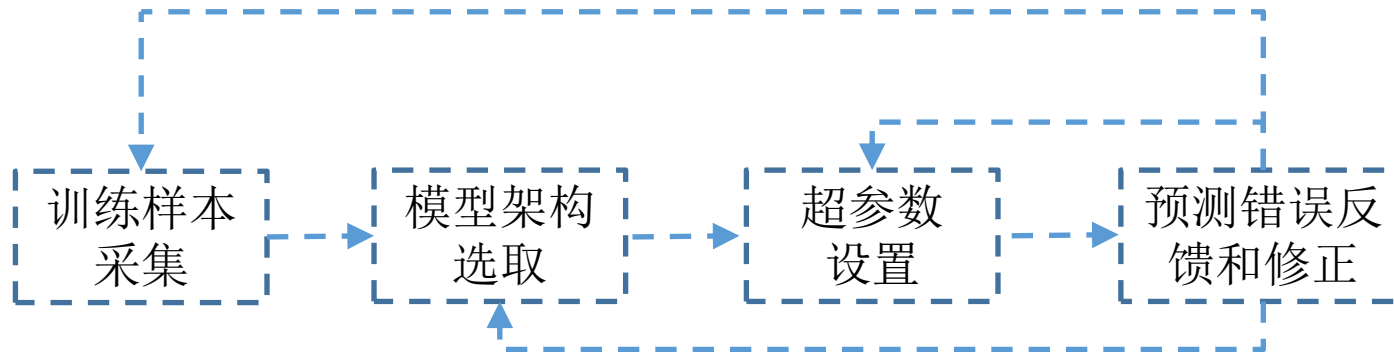 训练样本
采集
模型架构
选取
超参数
设置
预测错误反
馈和修正